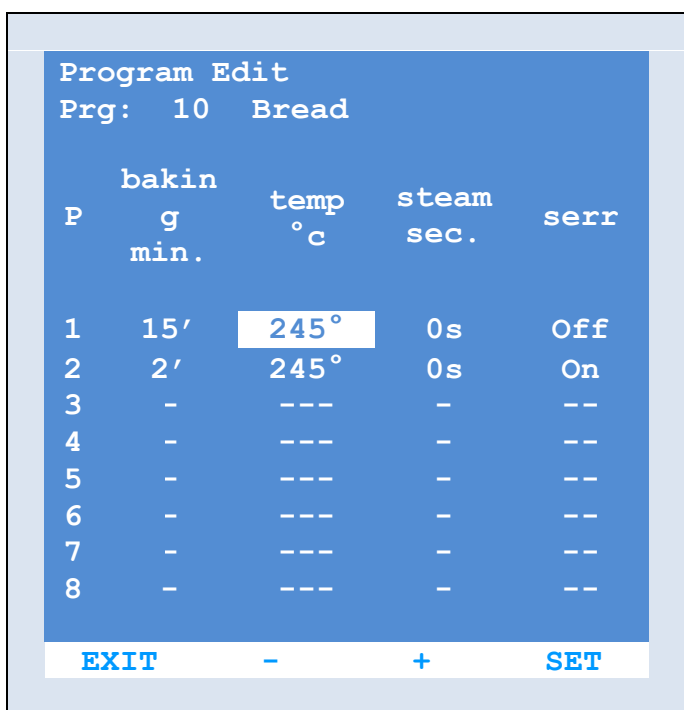 Program Edit
Prg: 10 Bread
P bakin g min. temp °c steam sec. serr
1 15′ 245° 0s Off
2 2′ 245° 0s On
3 – ––– – ––
4 – ––– – ––
5 – ––– – ––
6 – ––– – ––
7 – ––– – ––
8 – ––– – ––
EXIT – + SET